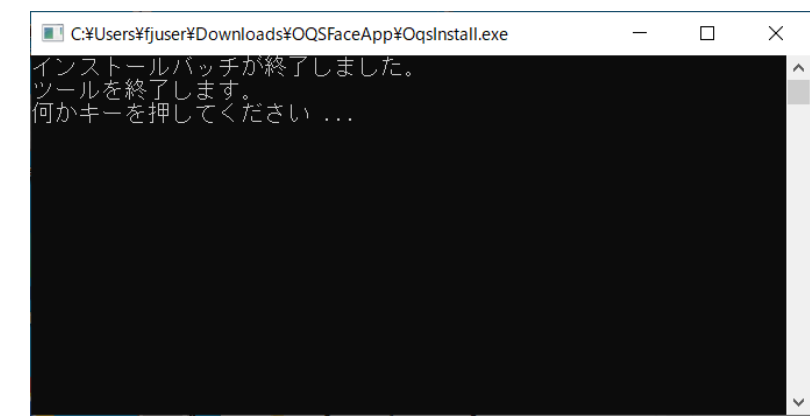 C:¥Users¥fjuser¥Downloads¥OQSFaceApp¥OqsInstall.exe
インストールバッチが終了しました。
ツールを終了します。
何かキーを押してください ...